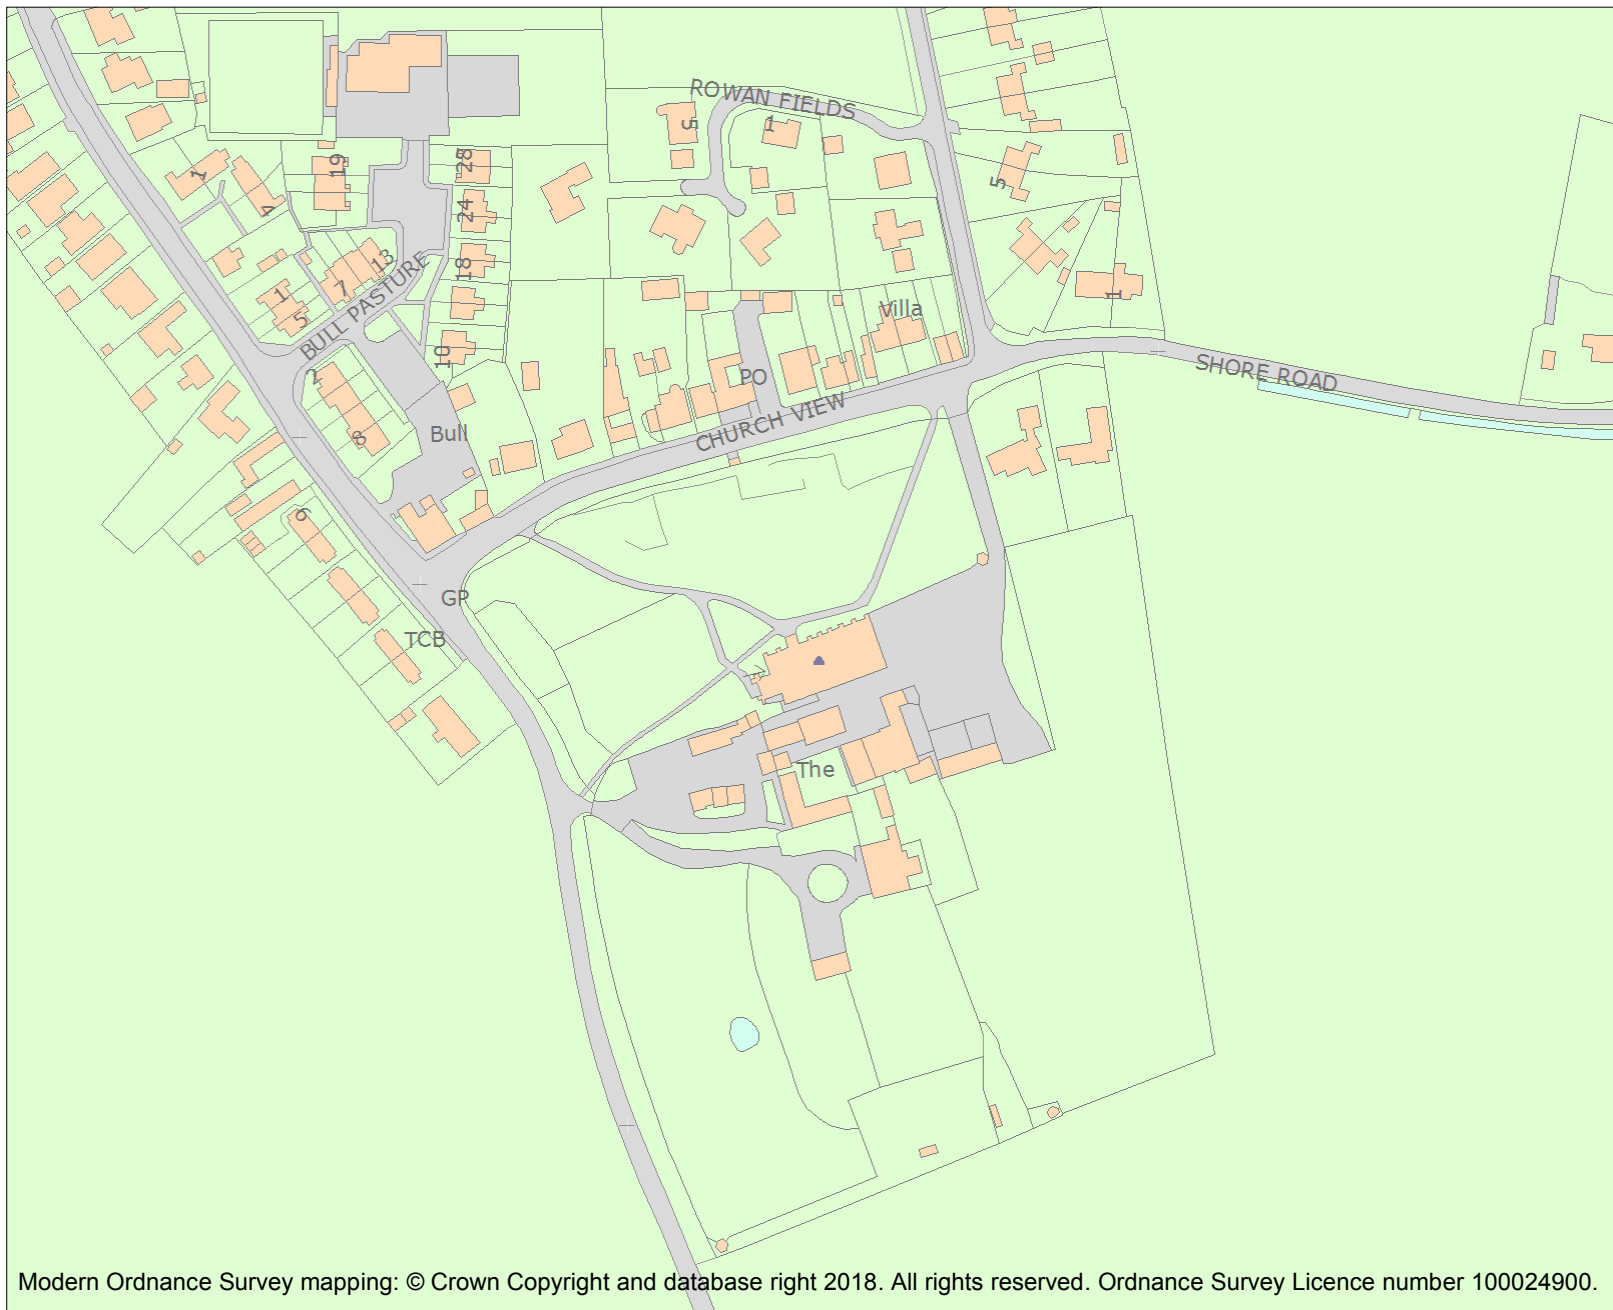 ROWAN FIELDS
5
1
19
28
1
5
4
24
13
18
1
7
1
Villa
5
BULL PASTURE
10
SHORE ROAD
2
PO
CHURCH VIEW
8
Bull
6
GP
TCB
The
Modern Ordnance Survey mapping: © Crown Copyright and database right 2018. All rights reserved. Ordnance Survey Licence number 100024900.